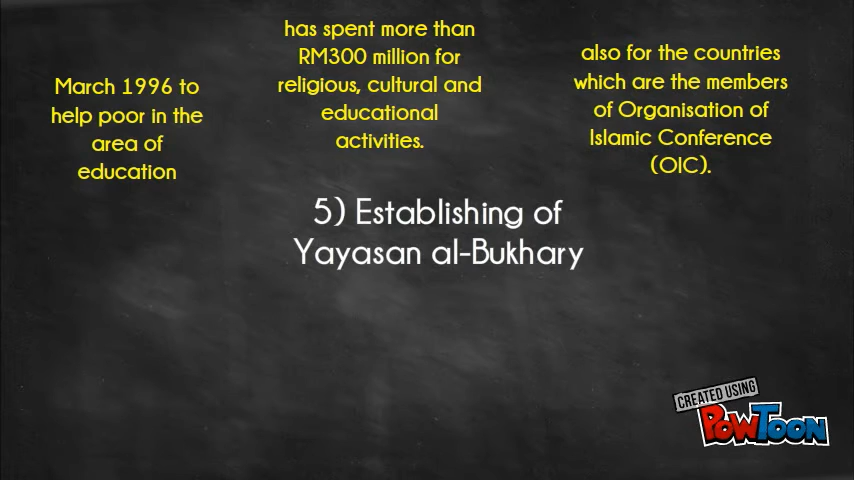 March 1996 to
help poor in the
area of
education
has spent more than
RM300 million for
religious, cultural and
educational
activities.
also for the countries
which are the members
of Organisation of
Islamic Conference
(OIC).
5) Establishing of
Yayasan al-Bukhary
CREATED USING
POWTOON